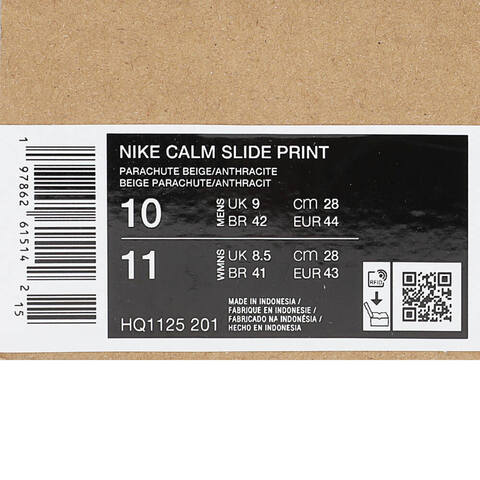 NIKE CALM SLIDE PRINT
PARACHUTE BEIGE/ANTHRACITE
BEIGE PARACHUTE/ANTHRACIT
10 MENS UK 9 cm 28
BR 42 EUR 44
11 WMNS UK 8.5 cm 28
BR 41 EUR 43
HQ1125 201
MADE IN INDONESIA /
FABRIQUÉ EN INDONESIE /
FABRICADO NA INDONÉSIA /
HECHO EN INDONESIA
RFID
1 97862 61514 2 15